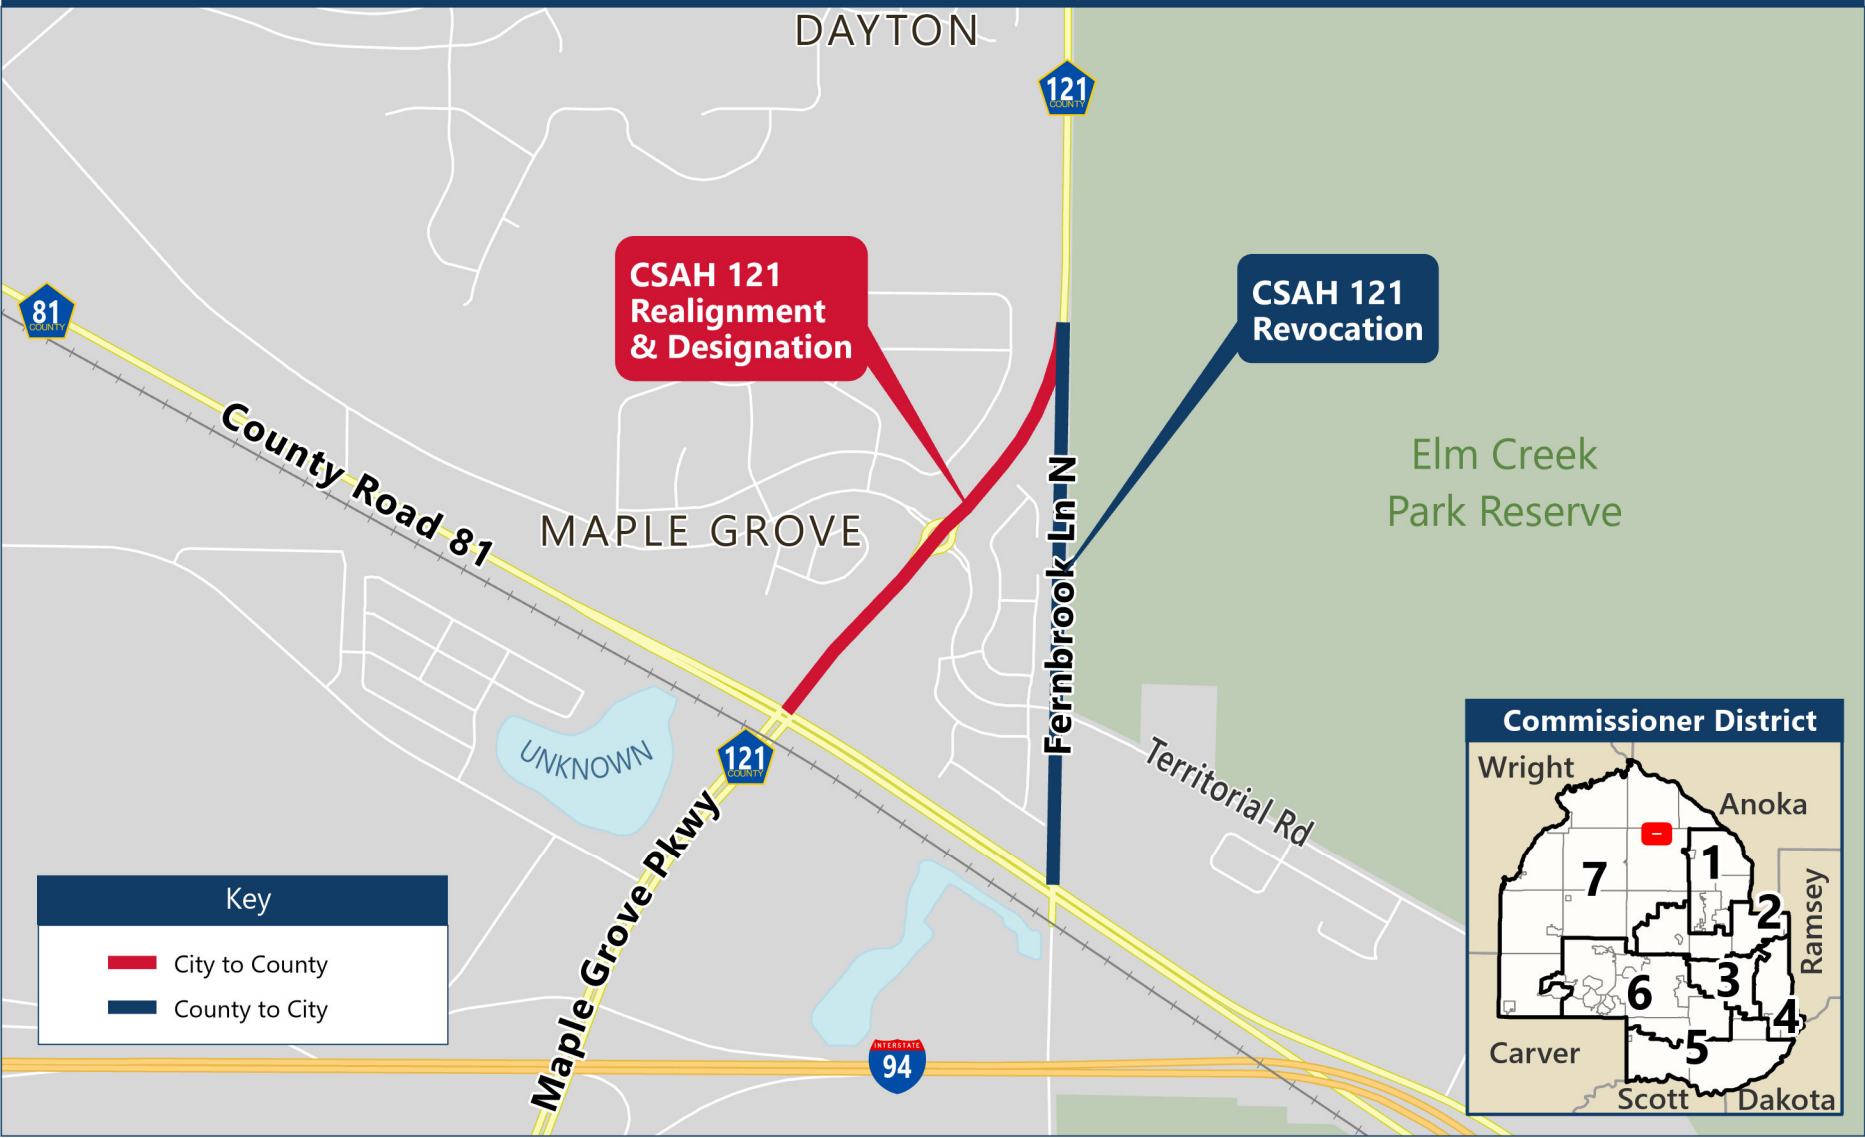 DAYTON
121
COUNTY
CSAH 121
Realignment
& Designation
CSAH 121
Revocation
81
COUNTY
County Road 81
Elm Creek
Park Reserve
MAPLE GROVE
Fernbrook Ln N
UNKNOWN
121
COUNTY
Territorial Rd
Maple Grove Pkwy
INTERSTATE
94
Key
City to County
County to City
Commissioner District
Wright
Anoka
7
1
2
Ramsey
6
3
4
5
Carver
Scott
Dakota